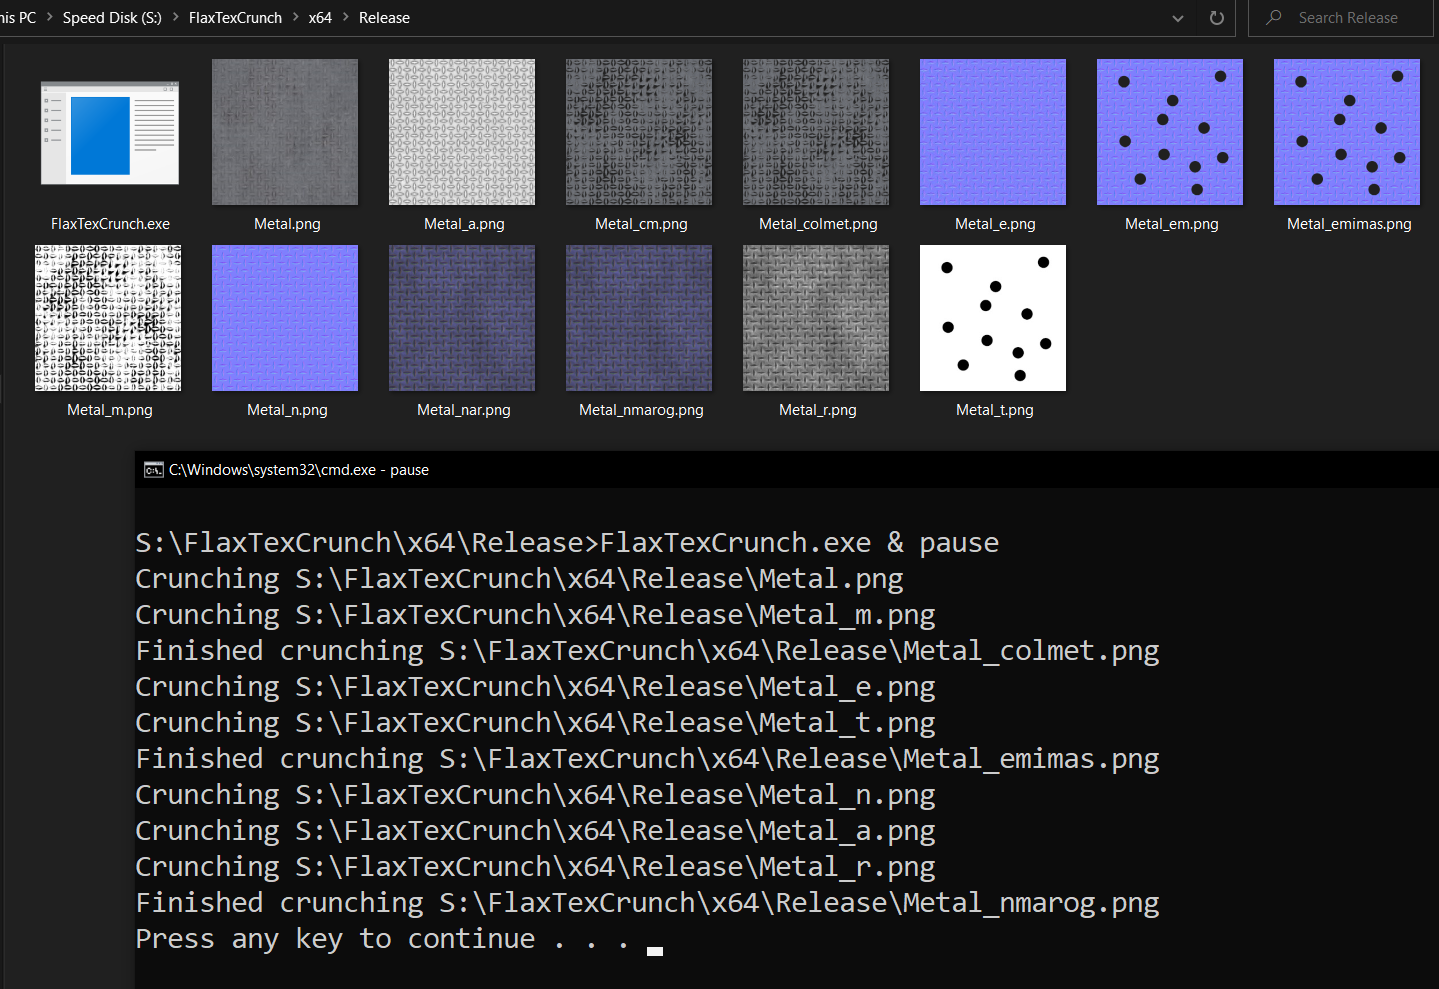 his PC > Speed Disk (S:) > FlaxTexCrunch > x64 > Release
Search Release
FlaxTexCrunch.exe
Metal.png
Metal_a.png
Metal_cm.png
Metal_colmet.png
Metal_e.png
Metal_em.png
Metal_emimas.png
Metal_m.png
Metal_n.png
Metal_nar.png
Metal_nmarog.png
Metal_r.png
Metal_t.png
C:\Windows\system32\cmd.exe - pause
S:\FlaxTexCrunch\x64\Release>FlaxTexCrunch.exe & pause
Crunching S:\FlaxTexCrunch\x64\Release\Metal.png
Crunching S:\FlaxTexCrunch\x64\Release\Metal_m.png
Finished crunching S:\FlaxTexCrunch\x64\Release\Metal_colmet.png
Crunching S:\FlaxTexCrunch\x64\Release\Metal_e.png
Crunching S:\FlaxTexCrunch\x64\Release\Metal_t.png
Finished crunching S:\FlaxTexCrunch\x64\Release\Metal_emimas.png
Crunching S:\FlaxTexCrunch\x64\Release\Metal_n.png
Crunching S:\FlaxTexCrunch\x64\Release\Metal_a.png
Crunching S:\FlaxTexCrunch\x64\Release\Metal_r.png
Finished crunching S:\FlaxTexCrunch\x64\Release\Metal_nmarog.png
Press any key to continue . . .